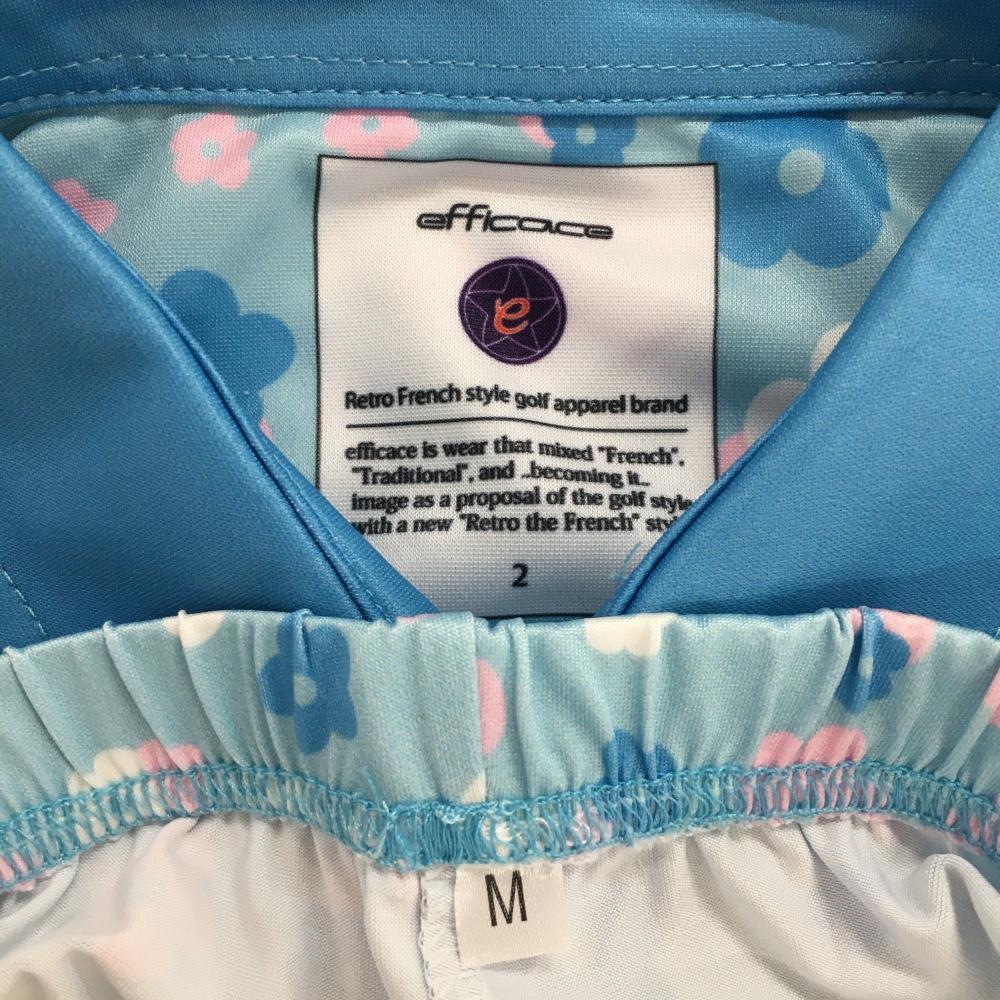 efficace
e
Retro French style golf apparel brand
efficace is wear that mixed "French",
"Traditional", and ..becoming it..
image as a proposal of the golf style
with a new "Retro the French"
2
M